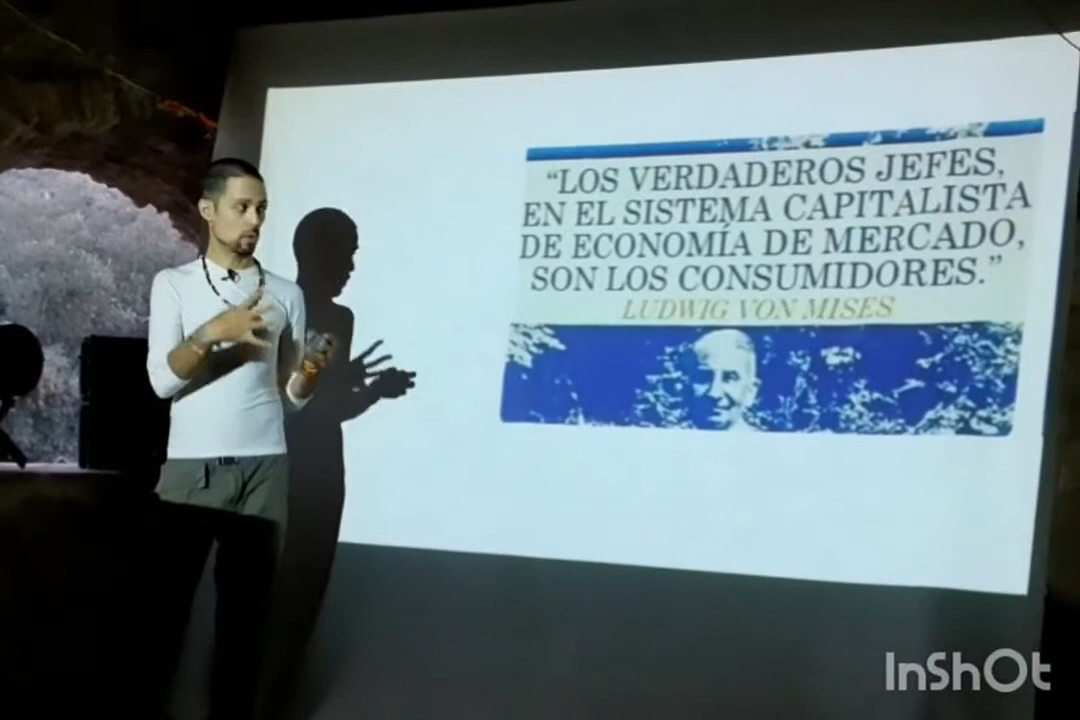 “LOS VERDADEROS JEFES,
EN EL SISTEMA CAPITALISTA
DE ECONOMÍA DE MERCADO,
SON LOS CONSUMIDORES.”
LUDWIG VON MISES
InShOt